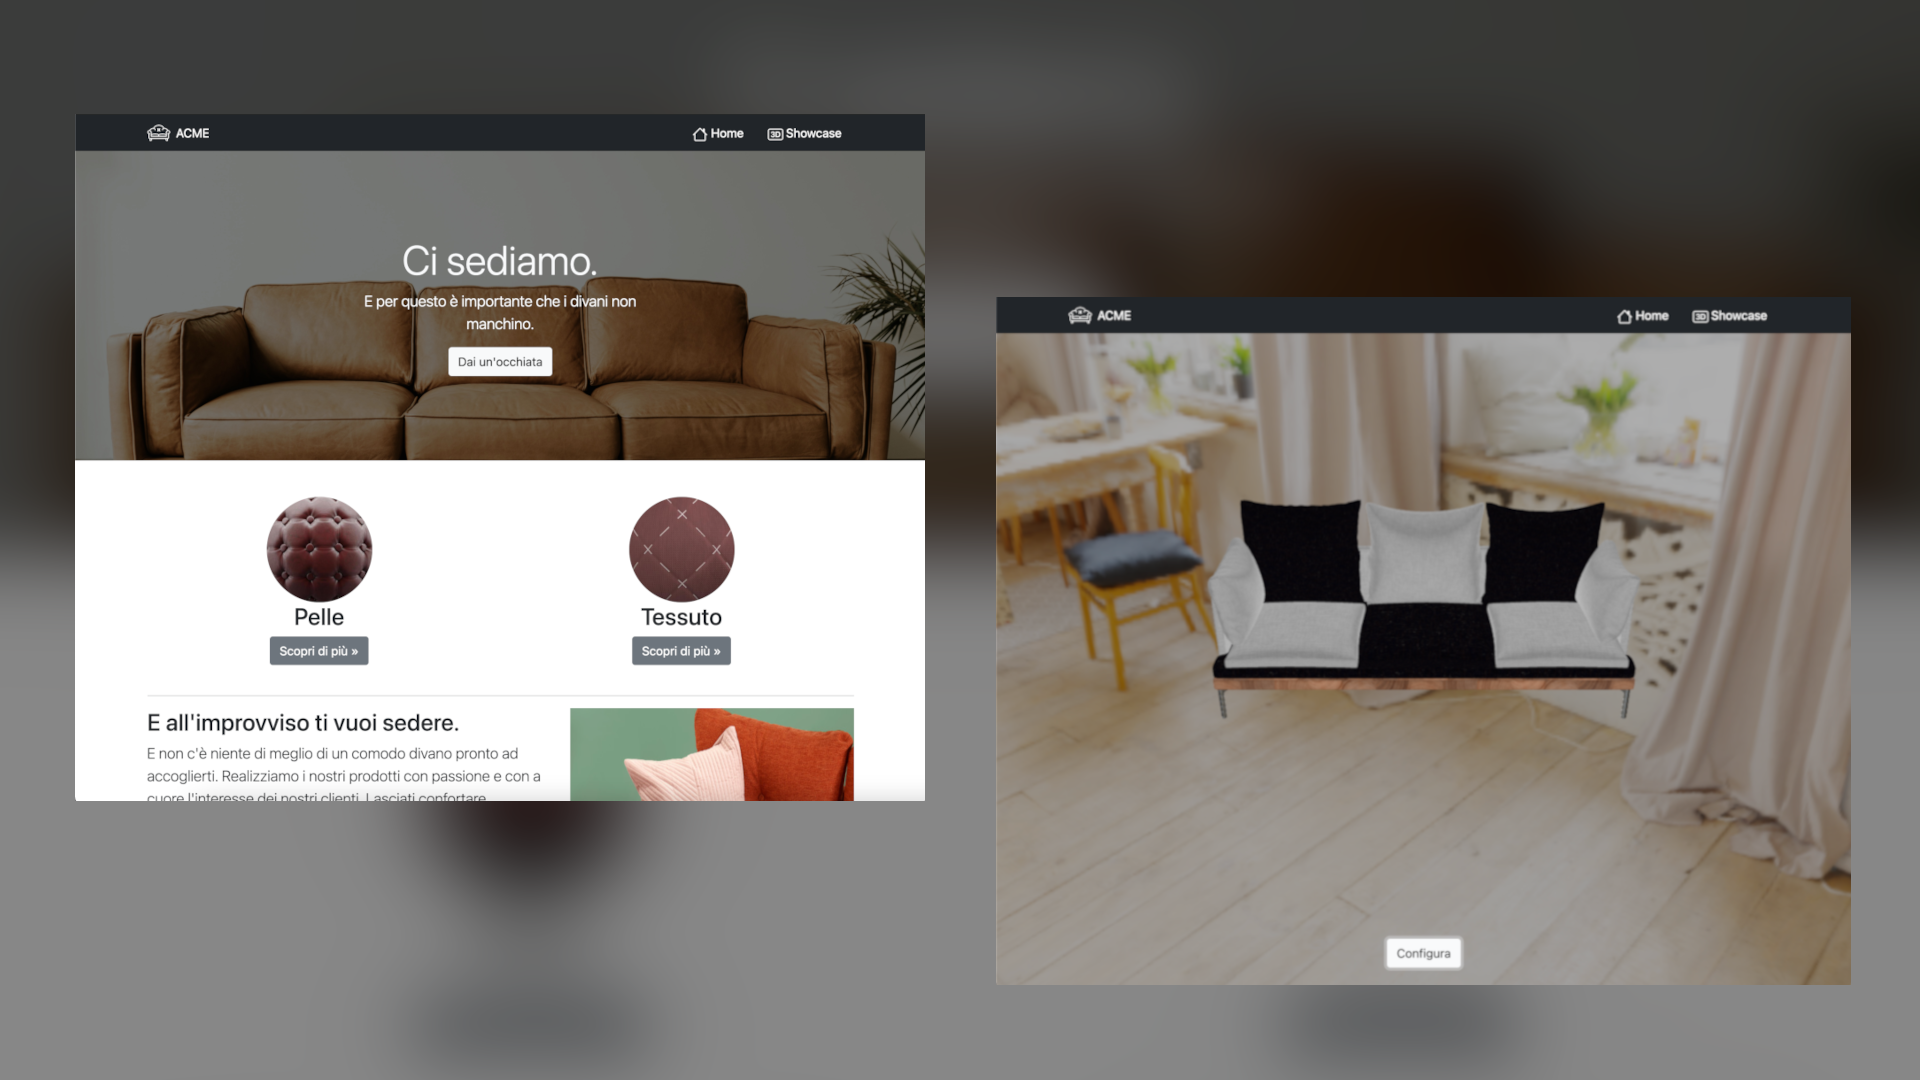 ACME
Home
3D Showcase
Ci sediamo.
E per questo è importante che i divani non
manchino.
Dai un'occhiata
Pelle
Tessuto
Scopri di più »
Scopri di più »
E all'improvviso ti vuoi sedere.
E non c'è niente di meglio di un comodo divano pronto ad
accoglierti. Realizziamo i nostri prodotti con passione e con a
cuore l'interesse dei nostri clienti. Lasciati confortare
ACME
Home
3D Showcase
Configura